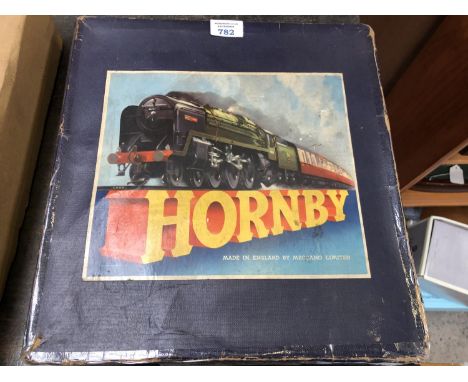 782
HORNBY
MADE IN ENGLAND BY MECCANO LIMITED